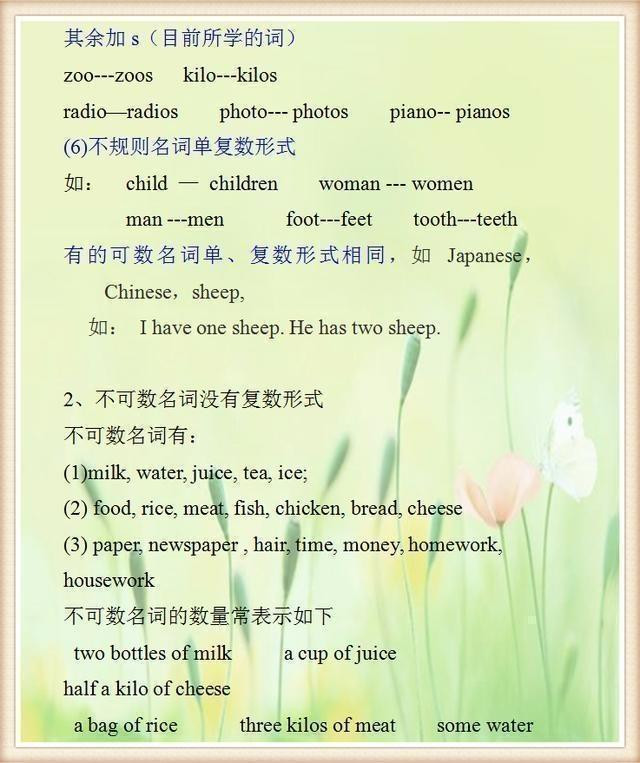 其余加 s（目前所学的词）
zoo---zoos kilo---kilos
radio—radios photo--- photos piano-- pianos
(6)不规则名词单复数形式
如： child — children woman --- women
man ---men foot---feet tooth---teeth
有的可数名词单、复数形式相同，如 Japanese，
Chinese，sheep,
如： I have one sheep. He has two sheep.
2、不可数名词没有复数形式
不可数名词有：
(1)milk, water, juice, tea, ice;
(2) food, rice, meat, fish, chicken, bread, cheese
(3) paper, newspaper , hair, time, money, homework,
housework
不可数名词的数量常表示如下
two bottles of milk a cup of juice
half a kilo of cheese
a bag of rice three kilos of meat some water